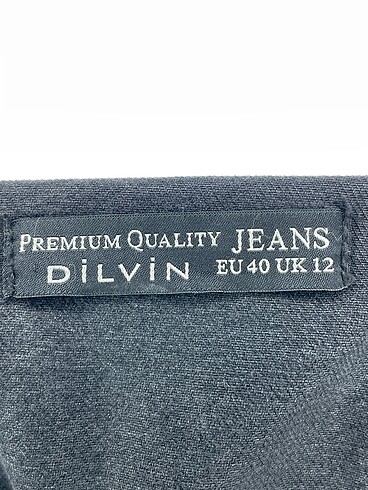 PREMIUM QUALITY JEANS
DİLVİN EU 40 UK 12